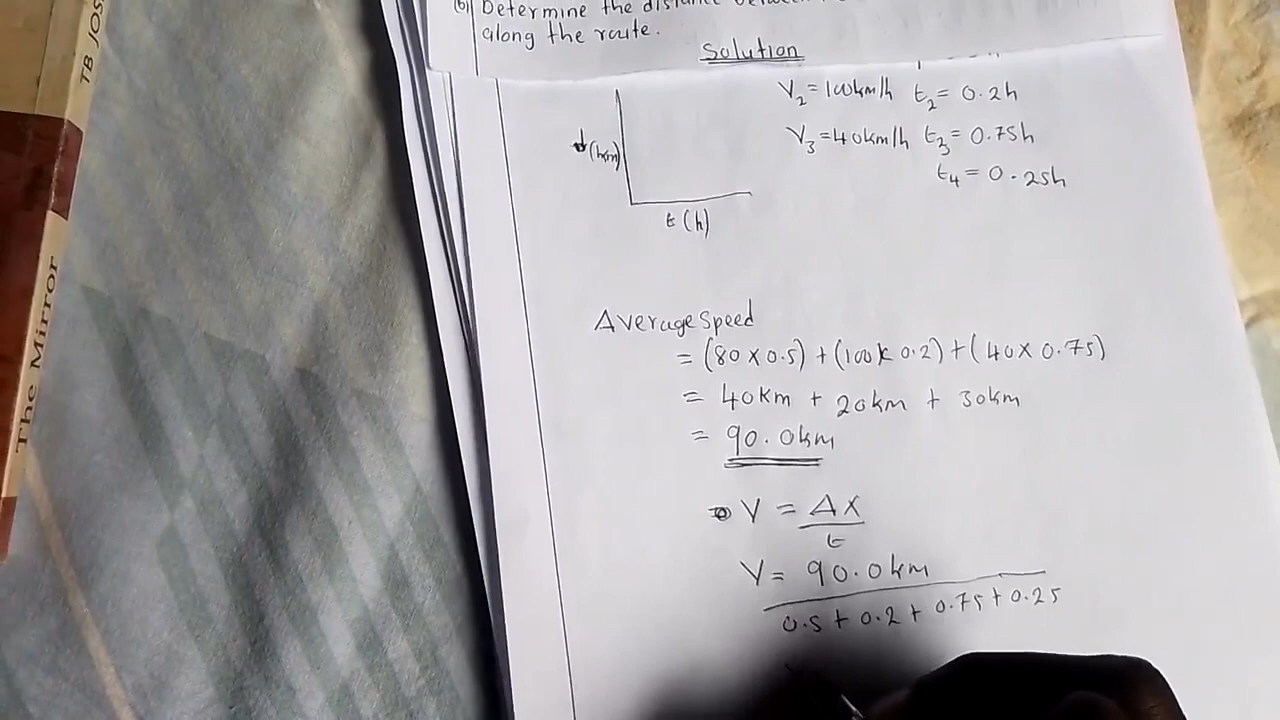 (b) Determine the distance between
along the route.
Solution
V₂ = 100km/h t₂ = 0.2h
V₃ = 40km/h t₃ = 0.75h
t₄ = 0.25h
d(km)
t (h)
Average Speed
= (80 x 0.5) + (100 x 0.2) + (40 x 0.75)
= 40km + 20km + 30km
= 90.0km
V = ΔX
t
V = 90.0km
0.5 + 0.2 + 0.75 + 0.25
The Mirror
TB JOS